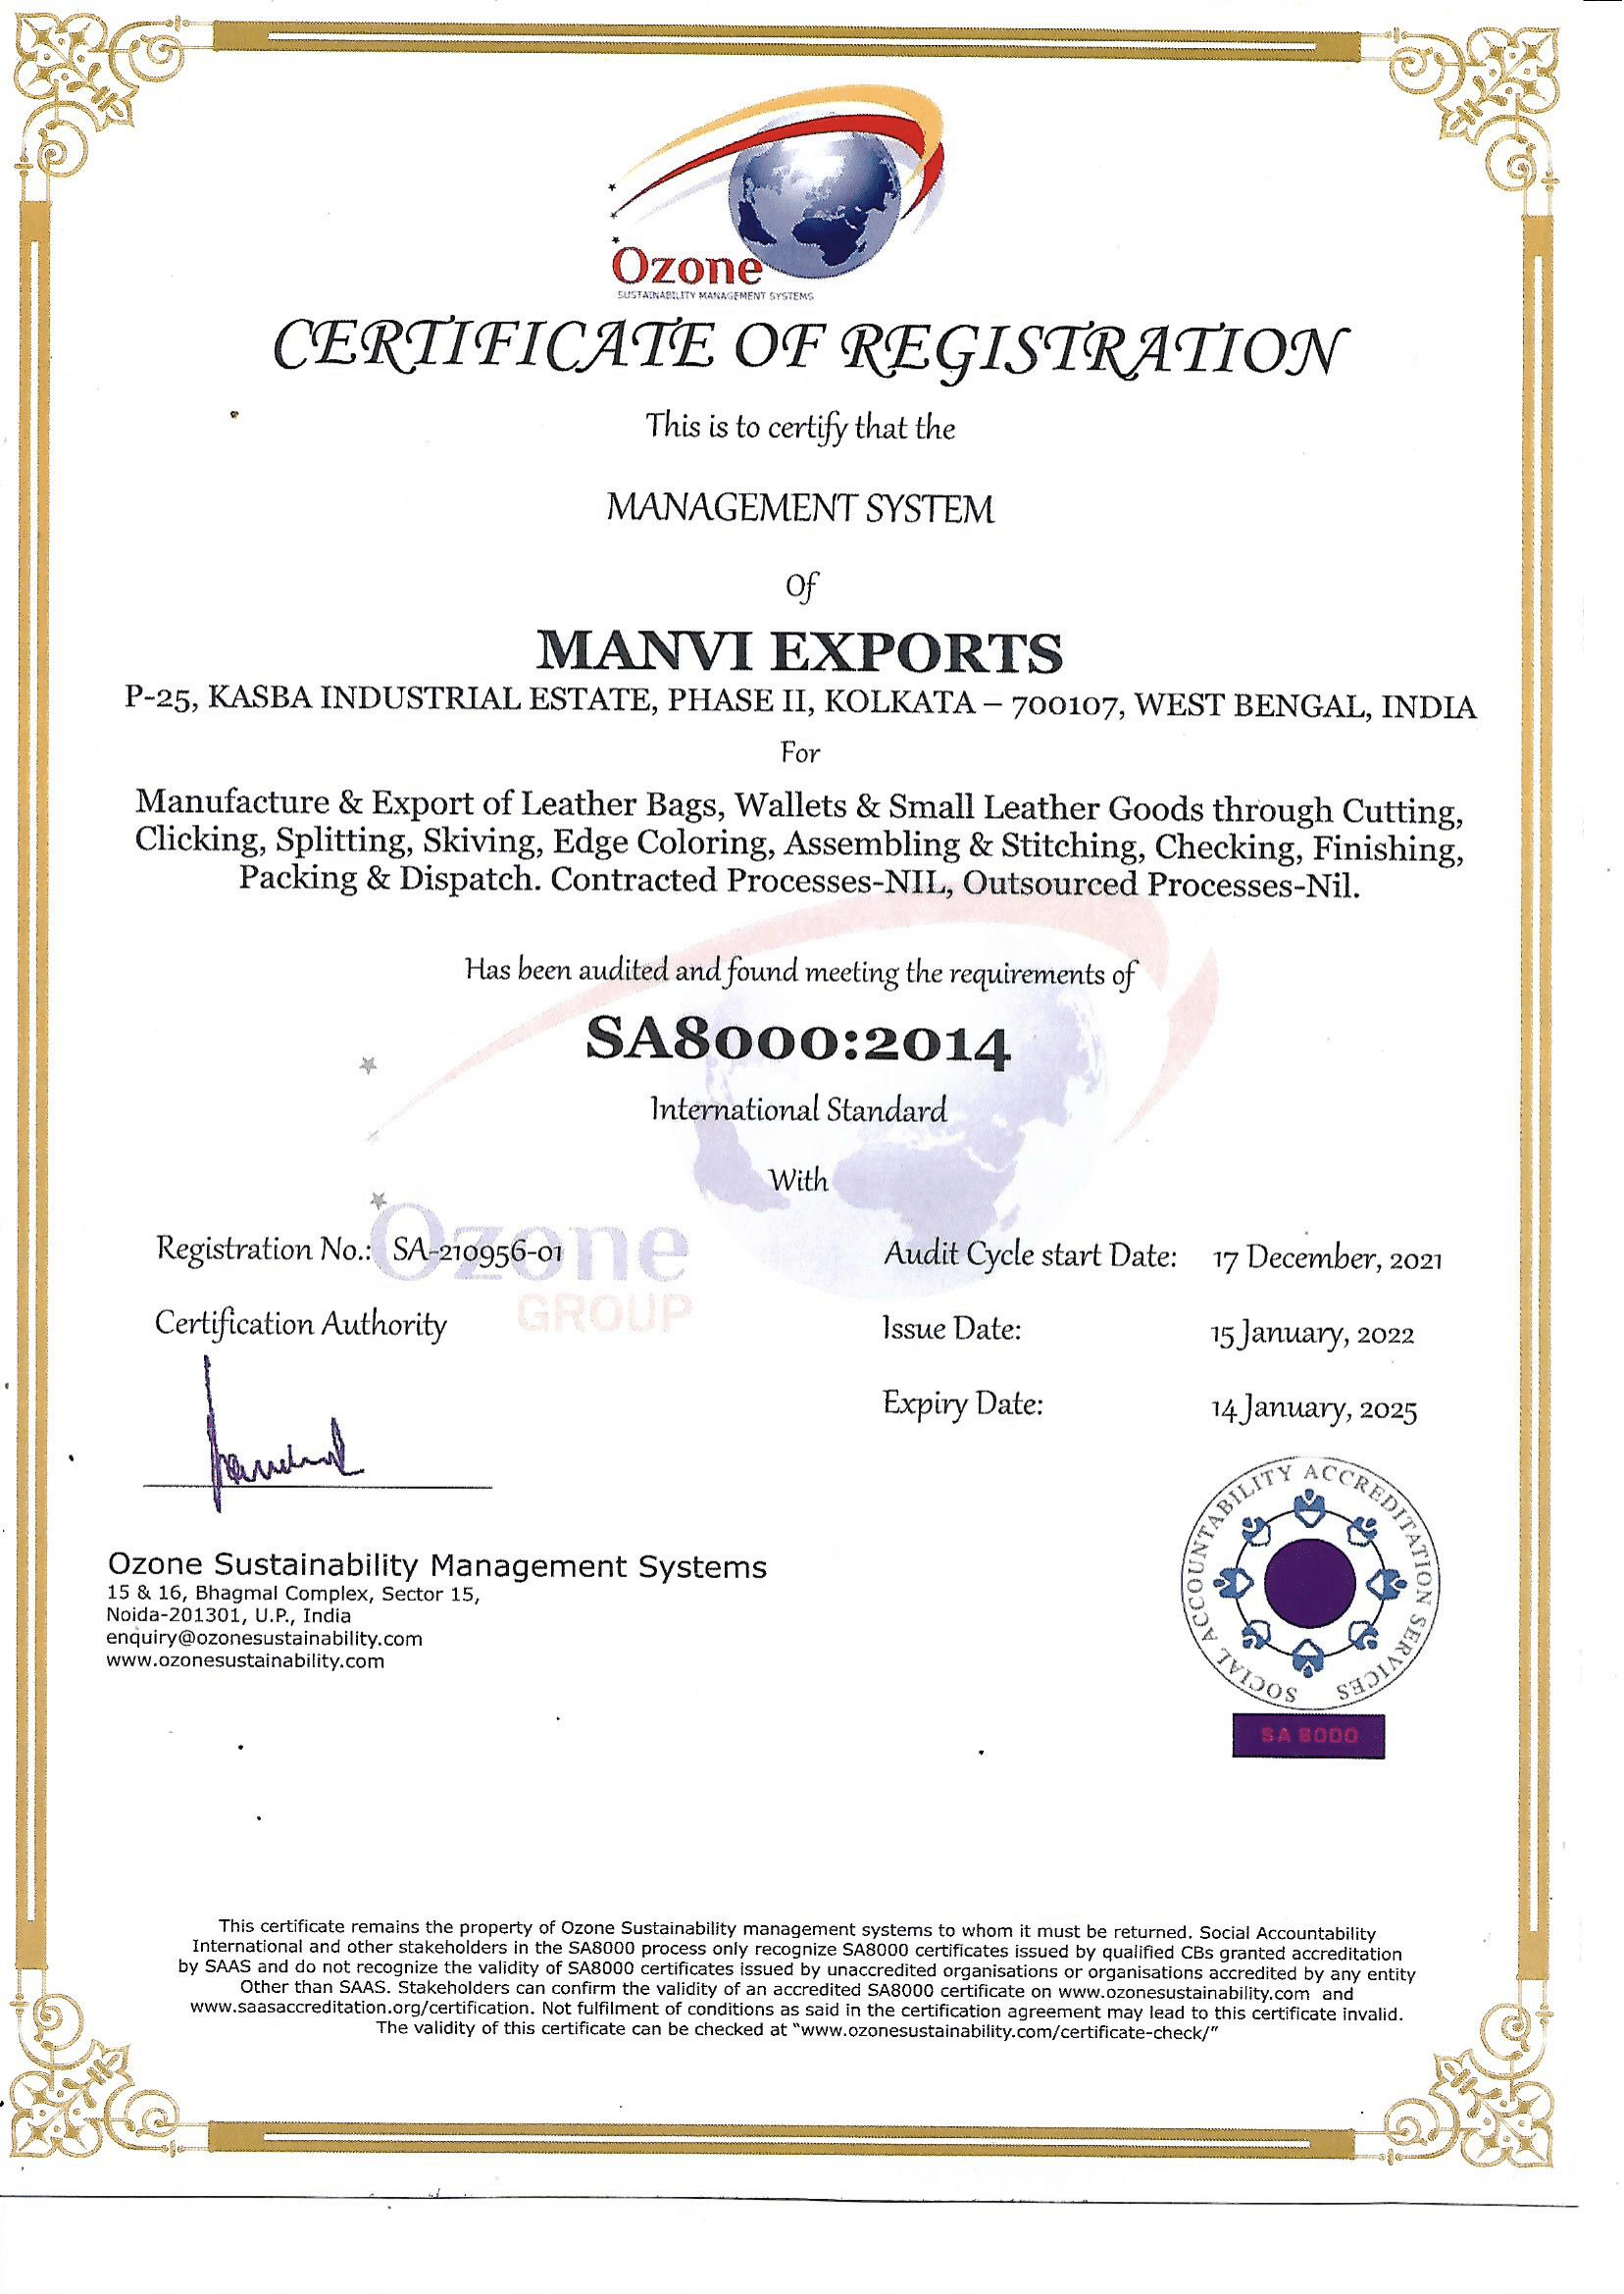 Ozone
SUSTAINABILITY MANAGEMENT SYSTEMS
CERTIFICATE OF REGISTRATION
This is to certify that the
MANAGEMENT SYSTEM
Of
MANVI EXPORTS
P-25, KASBA INDUSTRIAL ESTATE, PHASE II, KOLKATA – 700107, WEST BENGAL, INDIA
For
Manufacture & Export of Leather Bags, Wallets & Small Leather Goods through Cutting,
Clicking, Splitting, Skiving, Edge Coloring, Assembling & Stitching, Checking, Finishing,
Packing & Dispatch. Contracted Processes-NIL, Outsourced Processes-Nil.
Has been audited and found meeting the requirements of
SA8000:2014
International Standard
With
Ozone
GROUP
Registration No.: SA-210956-01
Audit Cycle start Date: 17 December, 2021
Certification Authority
Issue Date: 15 January, 2022
Expiry Date: 14 January, 2025
Ozone Sustainability Management Systems
15 & 16, Bhagmal Complex, Sector 15,
Noida-201301, U.P., India
enquiry@ozonesustainability.com
www.ozonesustainability.com
SOCIAL ACCOUNTABILITY ACCREDITATION SERVICES
SA 8000
This certificate remains the property of Ozone Sustainability management systems to whom it must be returned. Social Accountability
International and other stakeholders in the SA8000 process only recognize SA8000 certificates issued by qualified CBs granted accreditation
by SAAS and do not recognize the validity of SA8000 certificates issued by unaccredited organisations or organisations accredited by any entity
Other than SAAS. Stakeholders can confirm the validity of an accredited SA8000 certificate on www.ozonesustainability.com and
www.saasaccreditation.org/certification. Not fulfilment of conditions as said in the certification agreement may lead to this certificate invalid.
The validity of this certificate can be checked at "www.ozonesustainability.com/certificate-check/"